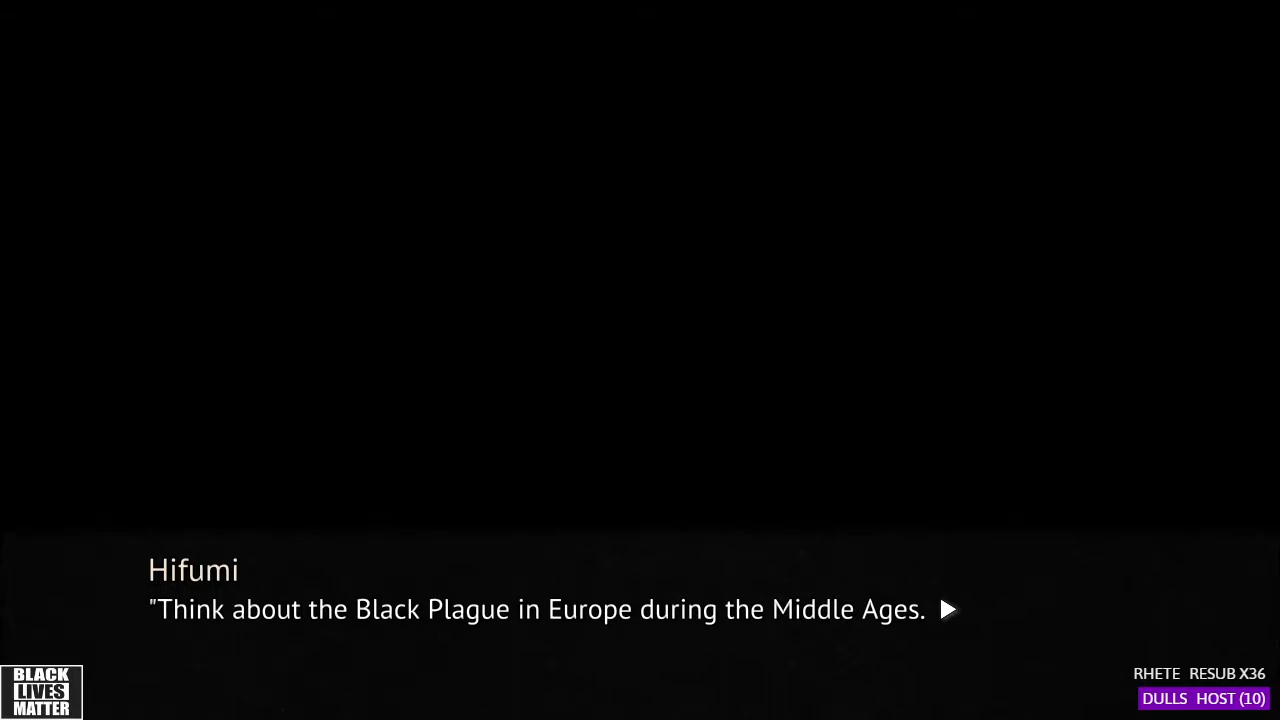 Hifumi
"Think about the Black Plague in Europe during the Middle Ages.
BLACK
LIVES
MATTER
RHETE RESUB X36
DULLS HOST (10)